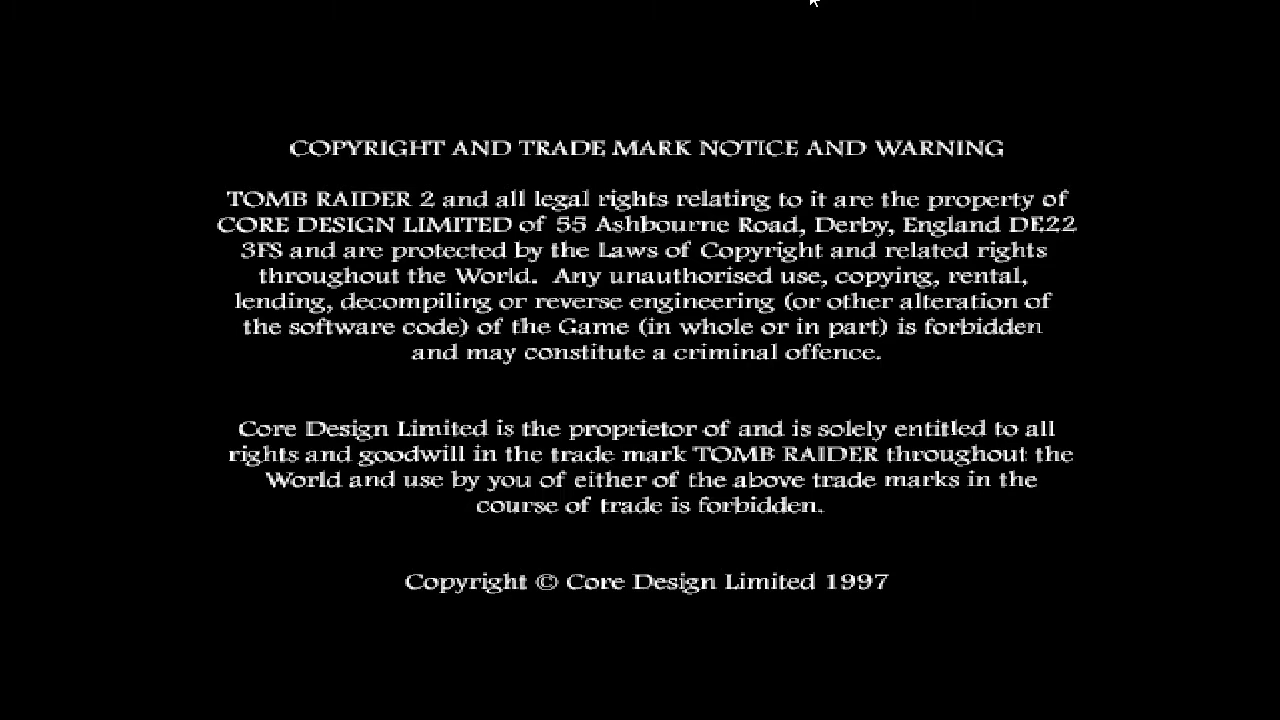 COPYRIGHT AND TRADE MARK NOTICE AND WARNING
TOMB RAIDER 2 and all legal rights relating to it are the property of
CORE DESIGN LIMITED of 55 Ashbourne Road, Derby, England DE22
3FS and are protected by the Laws of Copyright and related rights
throughout the World.  Any unauthorised use, copying, rental,
lending, decompiling or reverse engineering (or other alteration of
the software code) of the Game (in whole or in part) is forbidden
and may constitute a criminal offence.
Core Design Limited is the proprietor of and is solely entitled to all
rights and goodwill in the trade mark TOMB RAIDER throughout the
World and use by you of either of the above trade marks in the
course of trade is forbidden.
Copyright © Core Design Limited 1997